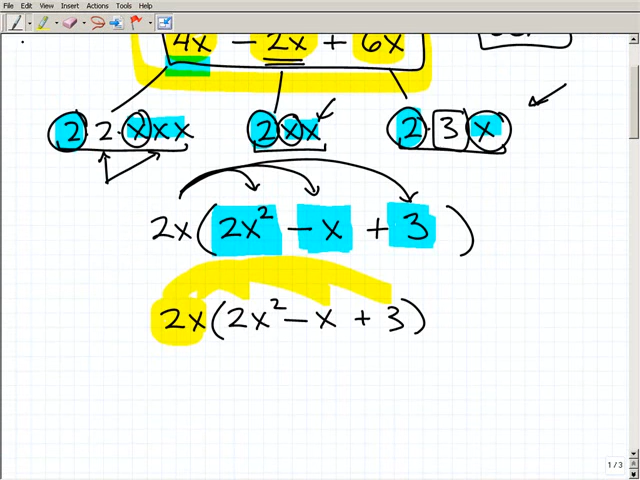 File Edit View Insert Actions Tools Help
4x - 2x + 6x
2 · 2 · x x x 2 x x 2 · 3 x
2x(2x² - x + 3)
2x(2x² - x + 3)
1 / 3